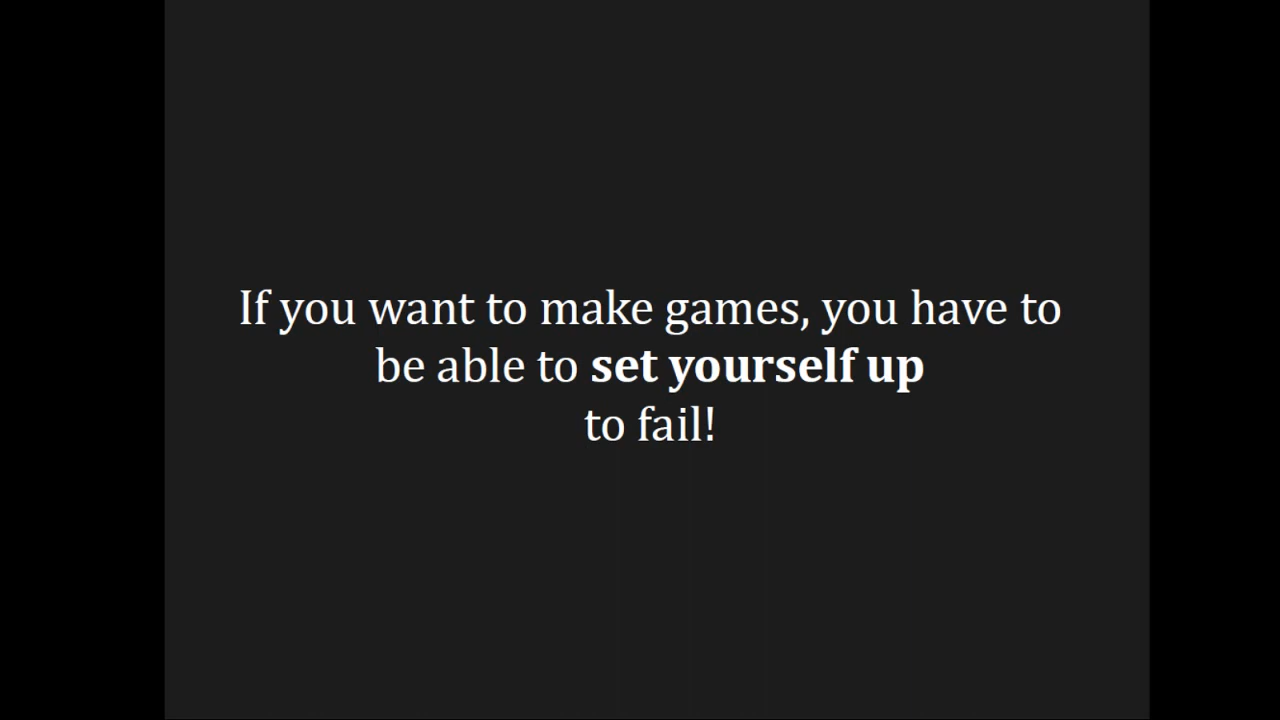 If you want to make games, you have to
be able to set yourself up
to fail!